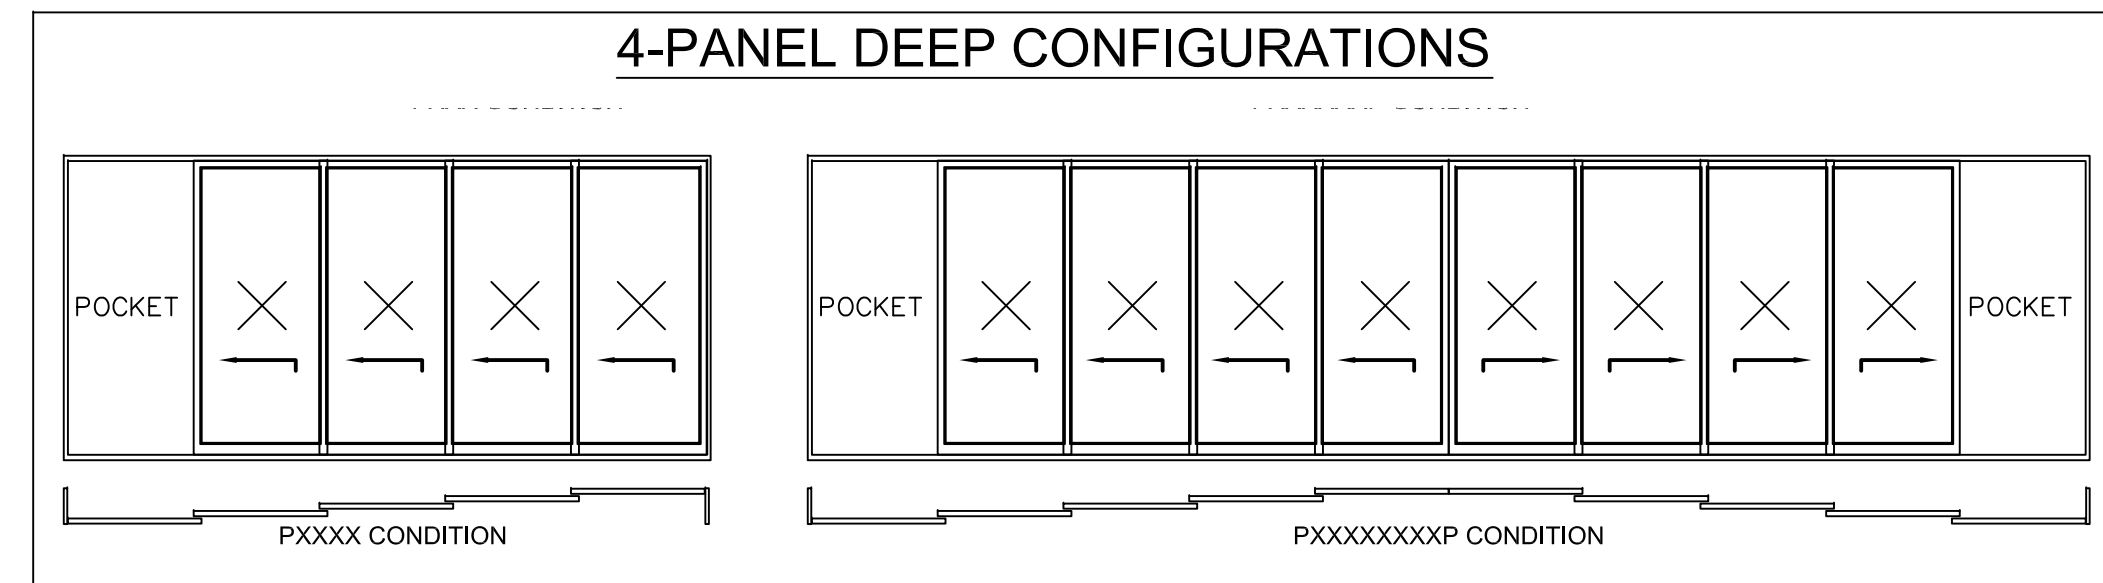 4-PANEL DEEP CONFIGURATIONS
POCKET
POCKET
POCKET
PXXXX CONDITION
PXXXXXXXXP CONDITION